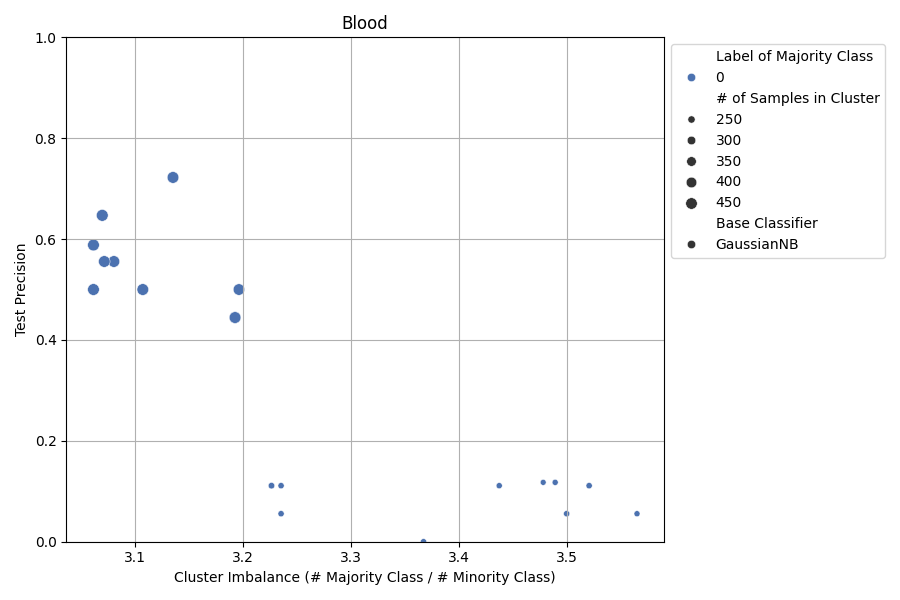 Blood
1.0
0.8
0.6
0.4
0.2
0.0
Test Precision
3.1
3.2
3.3
3.4
3.5
Cluster Imbalance (# Majority Class / # Minority Class)
Label of Majority Class
0
# of Samples in Cluster
250
300
350
400
450
Base Classifier
GaussianNB